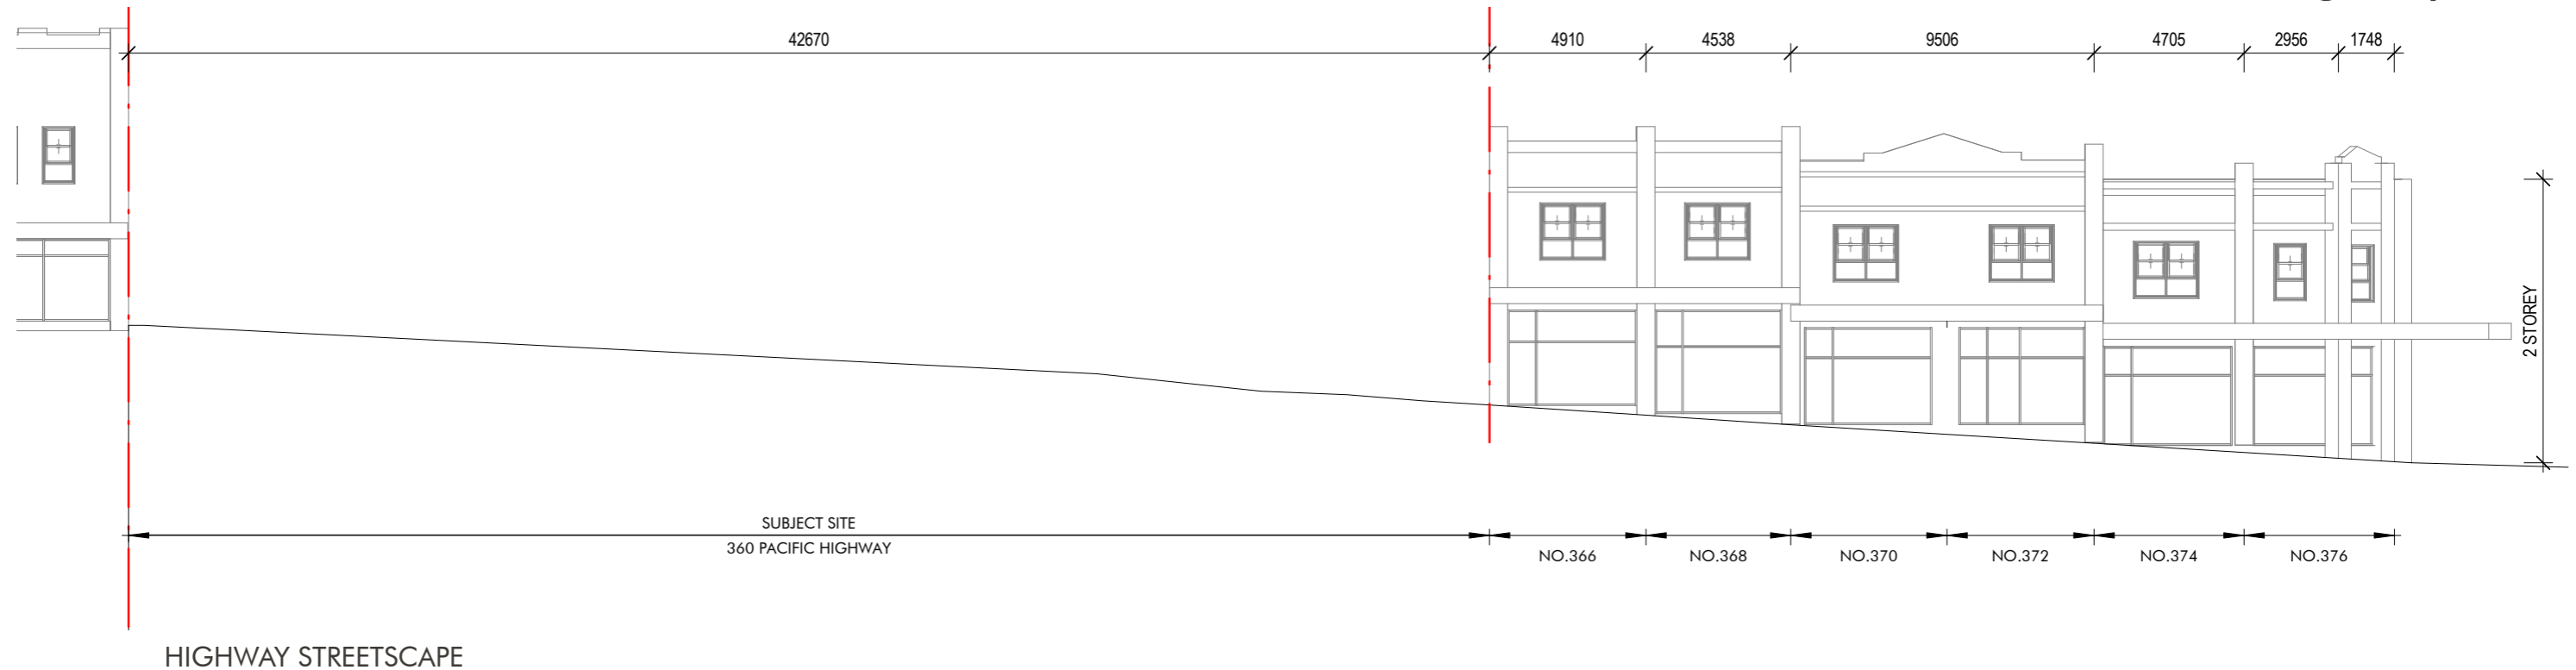 42670 4910 4538 9506 4705 2956 1748
2 STOREY
SUBJECT SITE
360 PACIFIC HIGHWAY
NO.366 NO.368 NO.370 NO.372 NO.374 NO.376
HIGHWAY STREETSCAPE